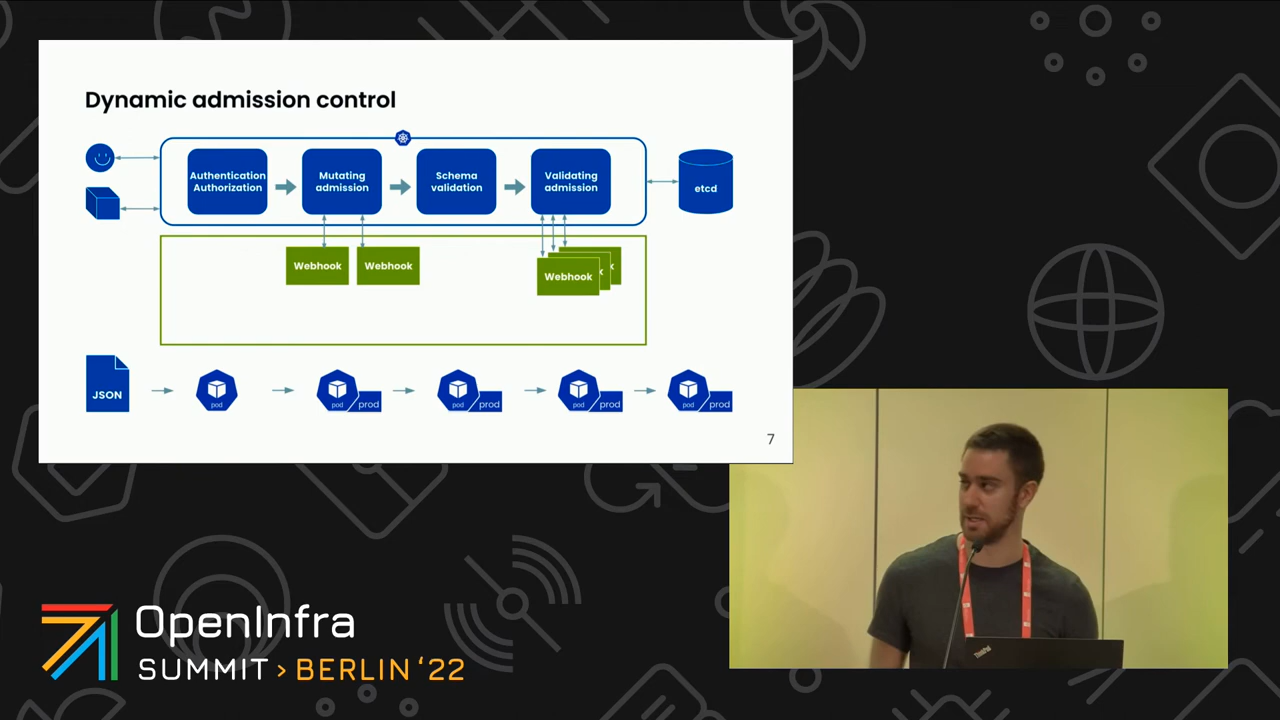 Dynamic admission control
Authentication
Authorization
Mutating
admission
Schema
validation
Validating
admission
etcd
Webhook
Webhook
Webhook
JSON
pod
pod
prod
pod
prod
pod
prod
pod
prod
7
ThinkPad
OpenInfra
SUMMIT > BERLIN '22